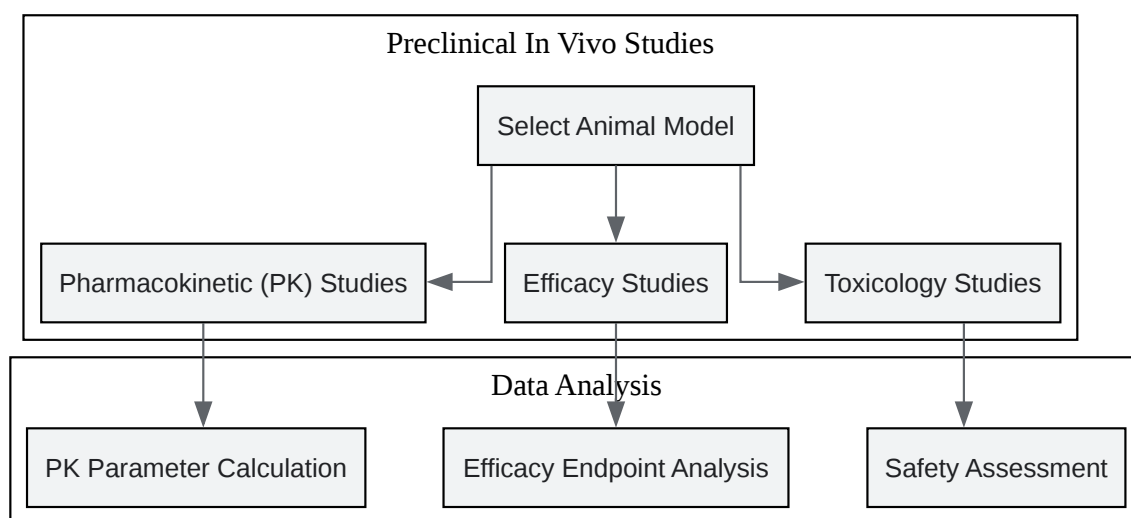 Preclinical In Vivo Studies
Select Animal Model
Pharmacokinetic (PK) Studies
Efficacy Studies
Toxicology Studies
Data Analysis
PK Parameter Calculation
Efficacy Endpoint Analysis
Safety Assessment